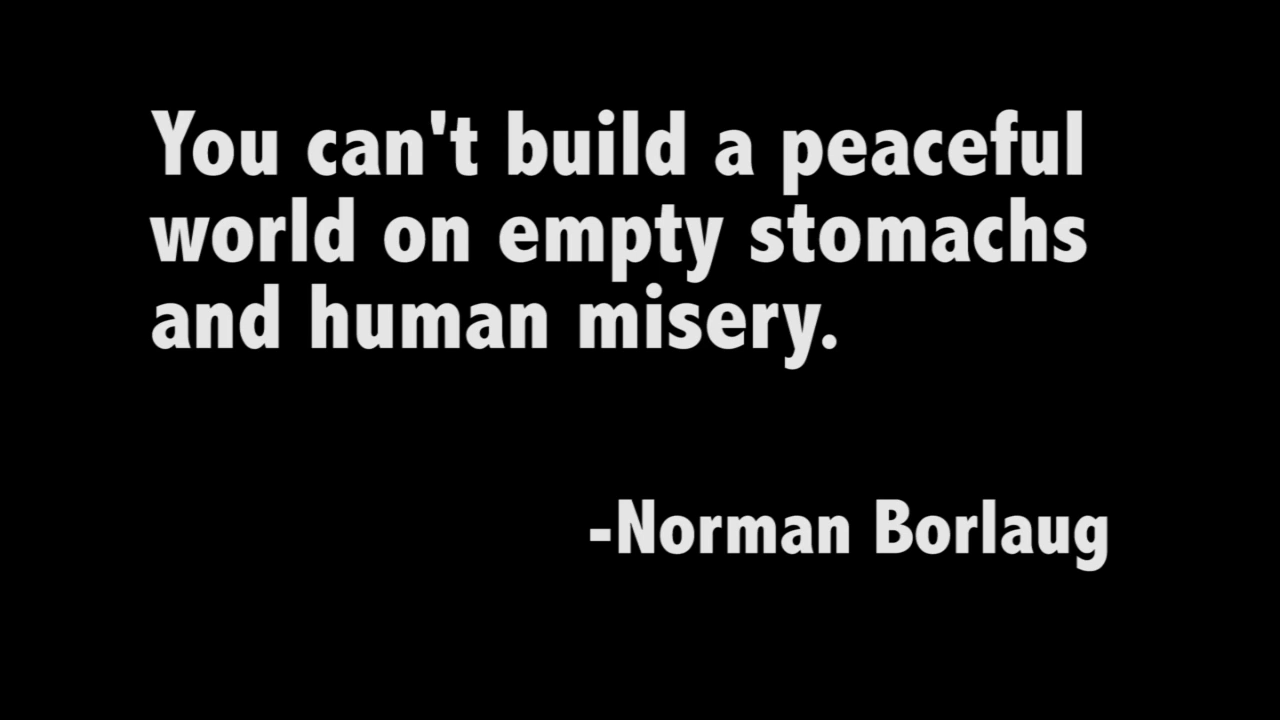 You can't build a peaceful
world on empty stomachs
and human misery.
-Norman Borlaug